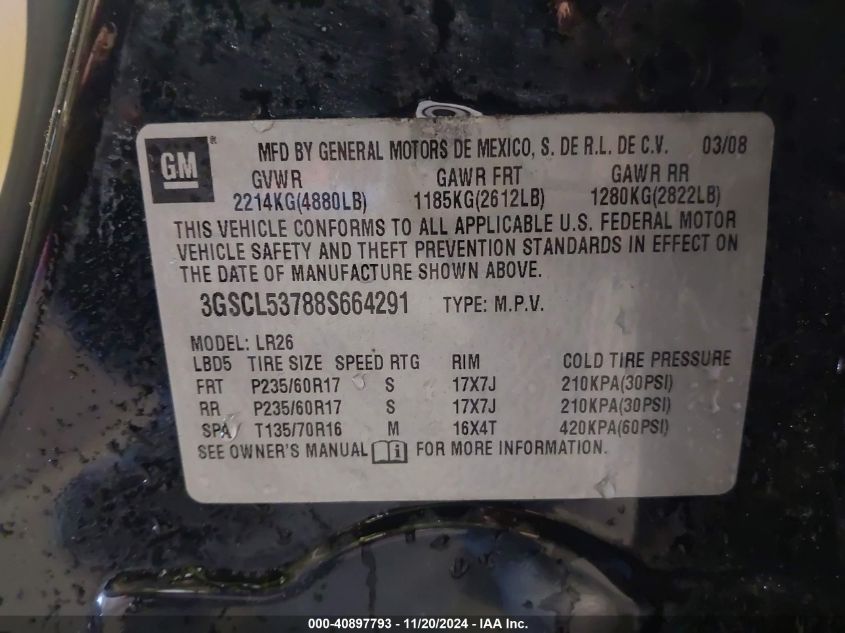 GM® MFD BY GENERAL MOTORS DE MEXICO, S. DE R.L. DE C.V. 03/08
GVWR GAWR FRT GAWR RR
2214KG(4880LB) 1185KG(2612LB) 1280KG(2822LB)
THIS VEHICLE CONFORMS TO ALL APPLICABLE U.S. FEDERAL MOTOR
VEHICLE SAFETY AND THEFT PREVENTION STANDARDS IN EFFECT ON
THE DATE OF MANUFACTURE SHOWN ABOVE.
3GSCL53788S664291 TYPE: M.P.V.
MODEL: LR26
LBD5 TIRE SIZE SPEED RTG RIM COLD TIRE PRESSURE
FRT P235/60R17 S 17X7J 210KPA(30PSI)
RR P235/60R17 S 17X7J 210KPA(30PSI)
SPA T135/70R16 M 16X4T 420KPA(60PSI)
SEE OWNER'S MANUAL i FOR MORE INFORMATION.
000-40897793 - 11/20/2024 - IAA Inc.